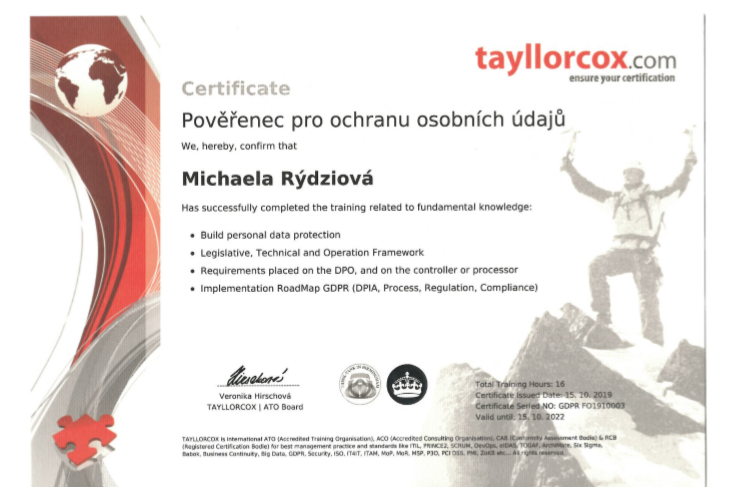 tayllorcox.com
ensure your certification
Certificate
Pověřenec pro ochranu osobních údajů
We, hereby, confirm that
Michaela Rýdziová
Has successfully completed the training related to fundamental knowledge:
• Build personal data protection
• Legislative, Technical and Operation Framework
• Requirements placed on the DPO, and on the controller or processor
• Implementation RoadMap GDPR (DPIA, Process, Regulation, Compliance)
Hirschová
Veronika Hirschová
TAYLLORCOX | ATO Board
Total Training Hours: 16
Certificate Issued Date: 15. 10. 2019
Certificate Seried NO: GDPR FO1910003
Valid until: 15. 10. 2022
TAYLLORCOX is International ATO (Accredited Training Organisation), ACO (Accredited Consulting Organisation), CAB (Conformity Assessment Bodie) & RCB
(Registered Certification Bodie) for best management practice and standards like ITIL, PRINCE2, SCRUM, DevOps, eIDAS, TOGAF, ArchiMate, Six Sigma,
Babok, Business Continuity, Big Data, GDPR, Security, ISO, IT4IT, ITAM, MoP, MoR, MSP, P3O, PCI DSS, PMI, ZoKB etc... All rights reserved.